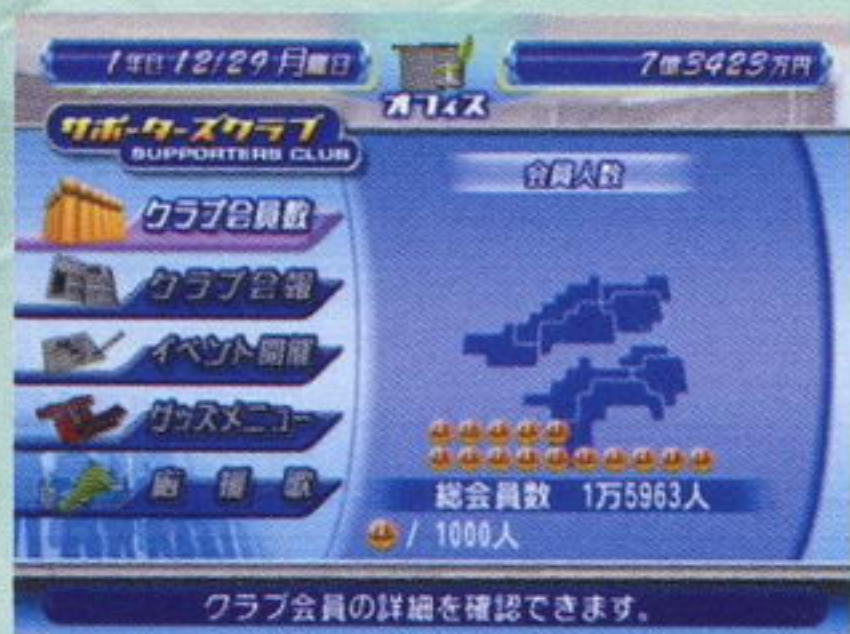 1年目 12/29 月曜日
オフィス
7億3423万円
サポーターズクラブ
SUPPORTERS CLUB
会員人数
クラブ会員数
クラブ会報
イベント開催
グッズメニュー
応援歌
総会員数 1万5963人
/ 1000人
クラブ会員の詳細を確認できます。